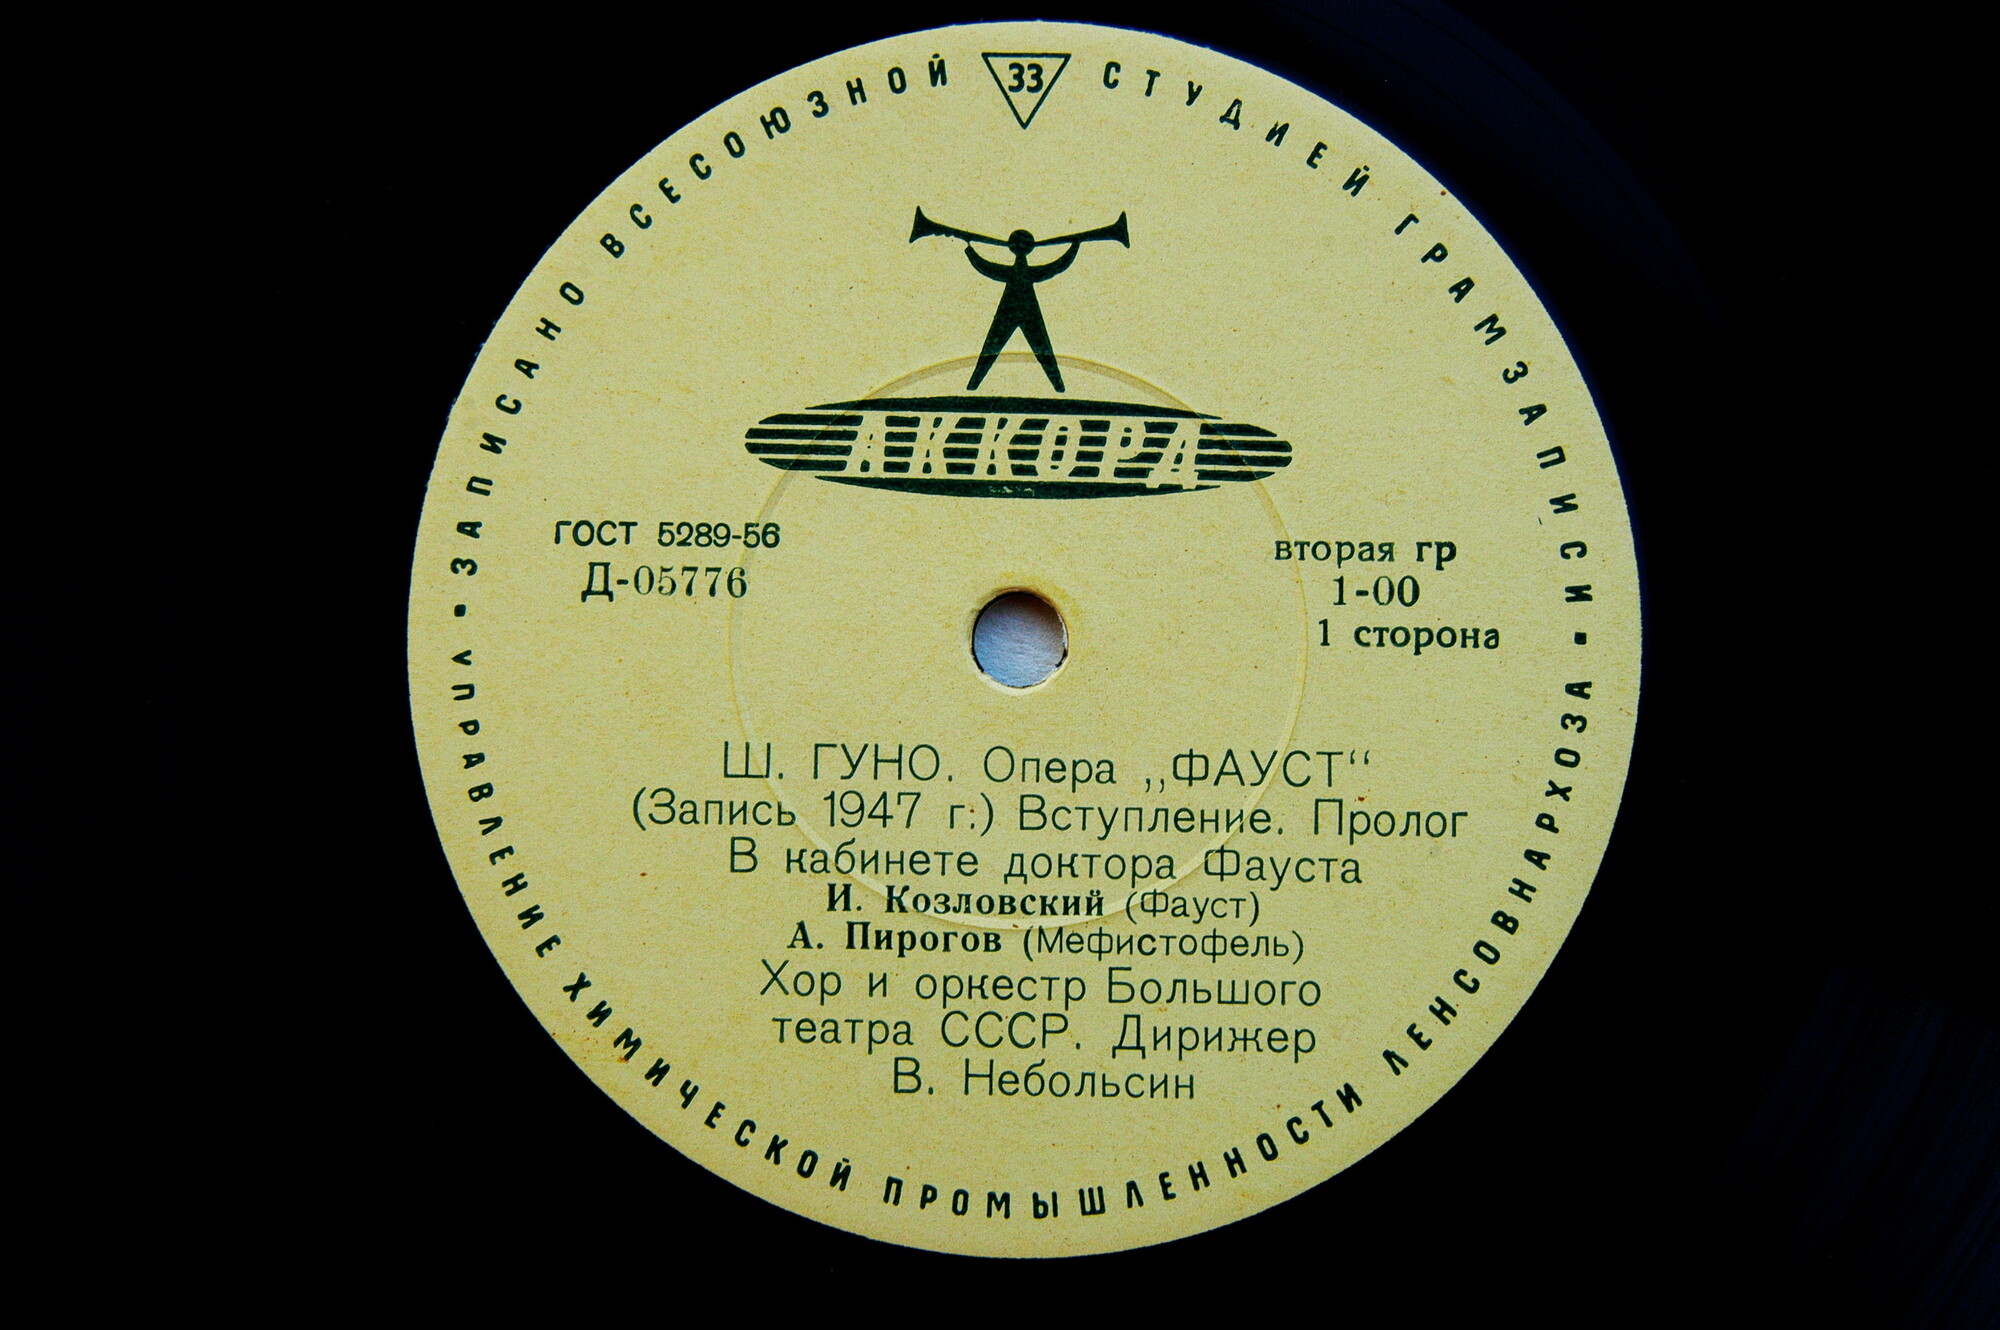 ЗАПИСАНО ВСЕСОЮЗНОЙ 33 СТУДИЕЙ ГРАМЗАПИСИ
АККОРД
ГОСТ 5289-56
Д-05776
вторая гр
1-00
1 сторона
Ш. ГУНО. Опера „ФАУСТ“
(Запись 1947 г.) Вступление. Пролог
В кабинете доктора Фауста
И. Козловский (Фауст)
А. Пирогов (Мефистофель)
Хор и оркестр Большого
театра СССР. Дирижер
В. Небольсин
УПРАВЛЕНИЕ ХИМИЧЕСКОЙ ПРОМЫШЛЕННОСТИ ЛЕНСОВНАРХОЗА